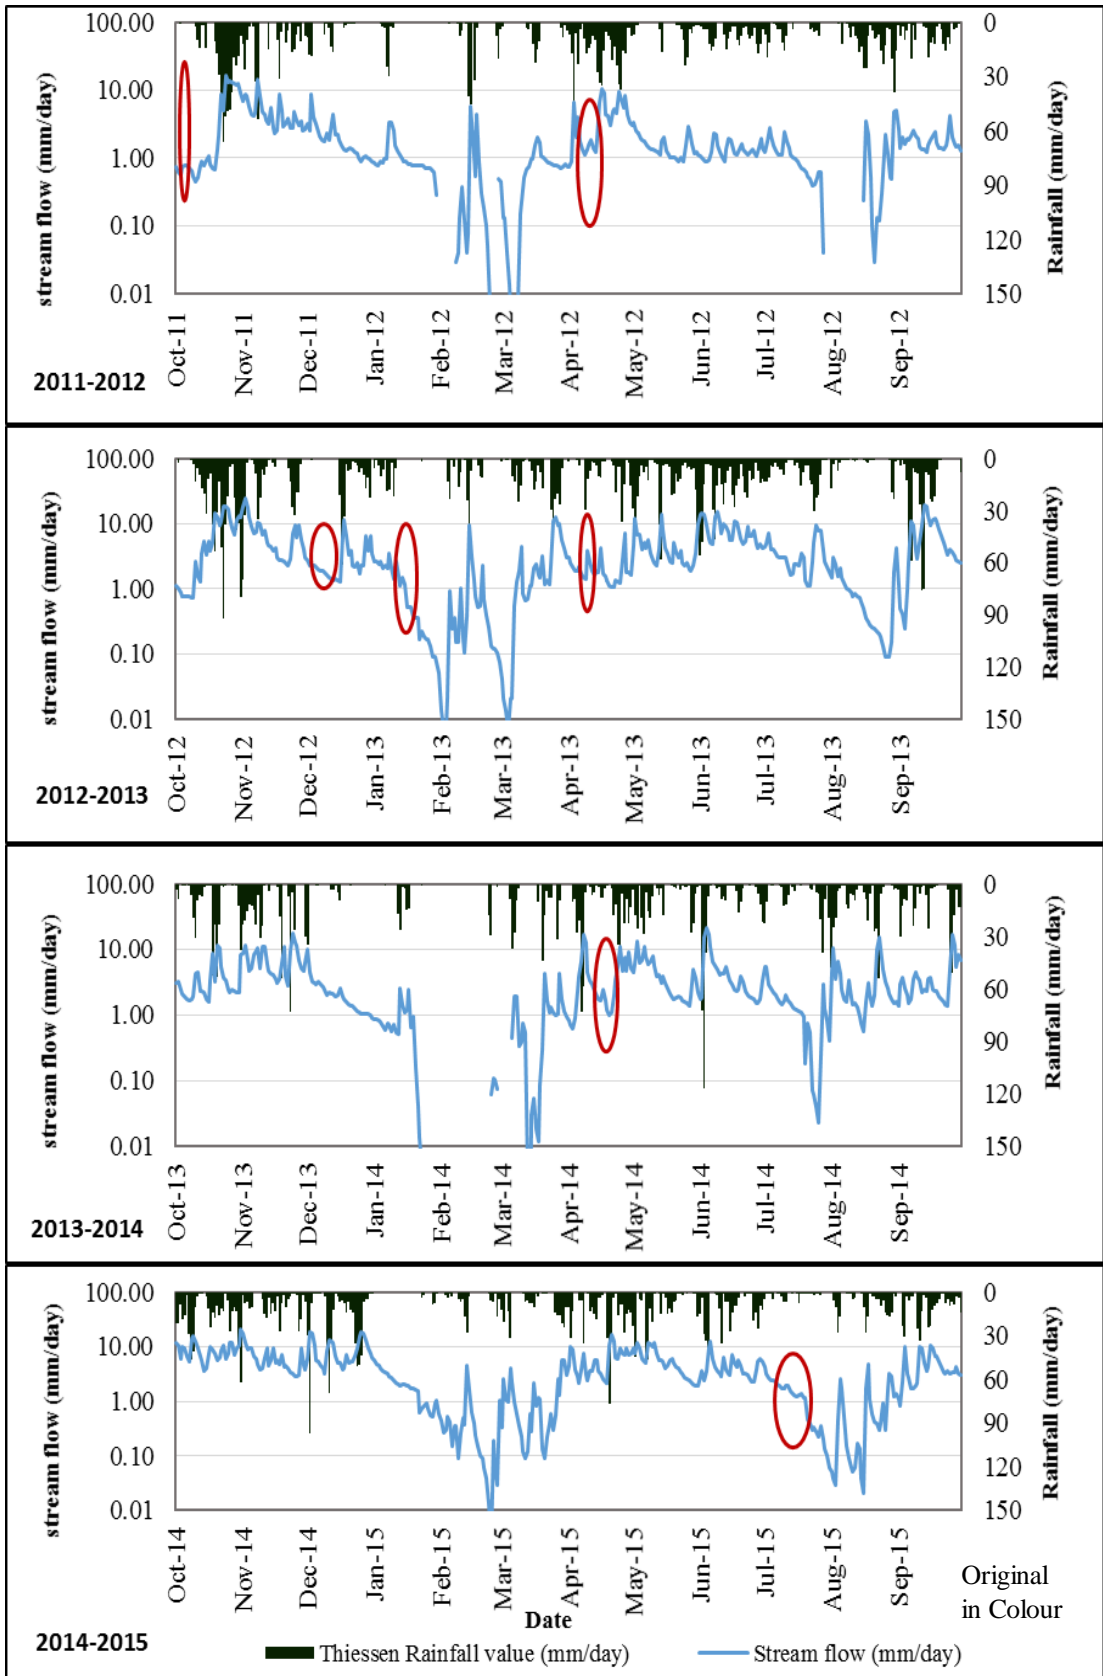 100.00
10.00
1.00
0.10
0.01
stream flow (mm/day)
0
30
60
90
120
150
Rainfall (mm/day)
Oct-11
Nov-11
Dec-11
Jan-12
Feb-12
Mar-12
Apr-12
May-12
Jun-12
Jul-12
Aug-12
Sep-12
2011-2012
100.00
10.00
1.00
0.10
0.01
stream flow (mm/day)
0
30
60
90
120
150
Rainfall (mm/day)
Oct-12
Nov-12
Dec-12
Jan-13
Feb-13
Mar-13
Apr-13
May-13
Jun-13
Jul-13
Aug-13
Sep-13
2012-2013
100.00
10.00
1.00
0.10
0.01
stream flow (mm/day)
0
30
60
90
120
150
Rainfall (mm/day)
Oct-13
Nov-13
Dec-13
Jan-14
Feb-14
Mar-14
Apr-14
May-14
Jun-14
Jul-14
Aug-14
Sep-14
2013-2014
100.00
10.00
1.00
0.10
0.01
stream flow (mm/day)
0
30
60
90
120
150
Rainfall (mm/day)
Oct-14
Nov-14
Dec-14
Jan-15
Feb-15
Mar-15
Apr-15
May-15
Jun-15
Jul-15
Aug-15
Sep-15
Original
in Colour
Date
2014-2015
Thiessen Rainfall value (mm/day)
Stream flow (mm/day)